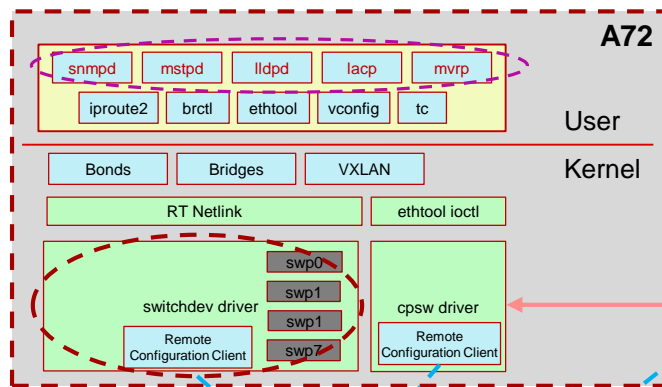 A72
snmpd mstpd lldpd lacp mvrp
iproute2 brctl ethtool vconfig tc
User
Kernel
Bonds Bridges VXLAN
RT Netlink ethtool ioctl
swp0
swp1
switchdev driver cpsw driver
swp1
Remote
Configuration Client
swp7
Remote
Configuration Client